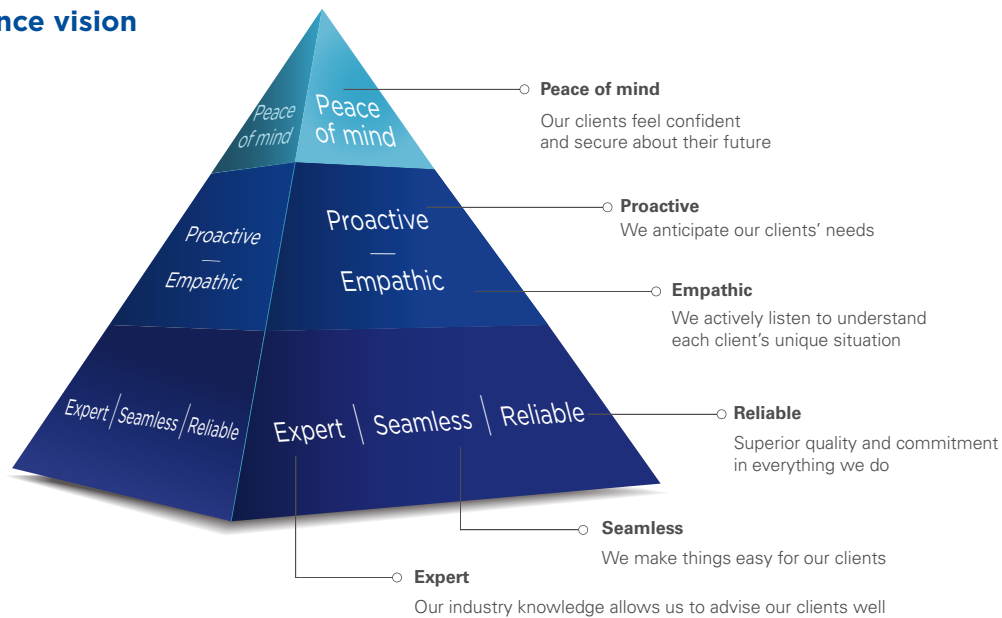 nce vision
Peace
of mind
Peace
of mind
Peace of mind
Our clients feel confident
and secure about their future
Proactive
Empathic
Proactive
Empathic
Proactive
We anticipate our clients’ needs
Empathic
We actively listen to understand
each client’s unique situation
Expert Seamless Reliable
Expert Seamless Reliable
Reliable
Superior quality and commitment
in everything we do
Seamless
We make things easy for our clients
Expert
Our industry knowledge allows us to advise our clients well